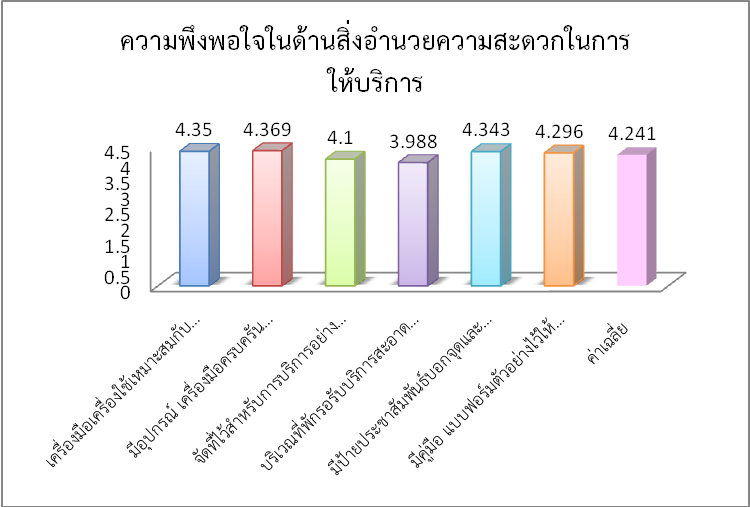 ความพึงพอใจในด้านสิ่งอำนวยความสะดวกในการ
ให้บริการ
4.35
4.369
4.1
3.988
4.343
4.296
4.241
4.5
4
3.5
3
2.5
2
1.5
1
0.5
0
เครื่องมือเครื่องใช้เหมาะสมกับ...
มีอุปกรณ์ เครื่องมือครบครัน...
จัดที่ไว้สำหรับการบริการอย่าง...
บริเวณที่พักรอรับบริการสะอาด...
มีป้ายประชาสัมพันธ์บอกจุดและ...
มีคู่มือ แบบฟอร์มตัวอย่างไว้ให้...
ค่าเฉลี่ย